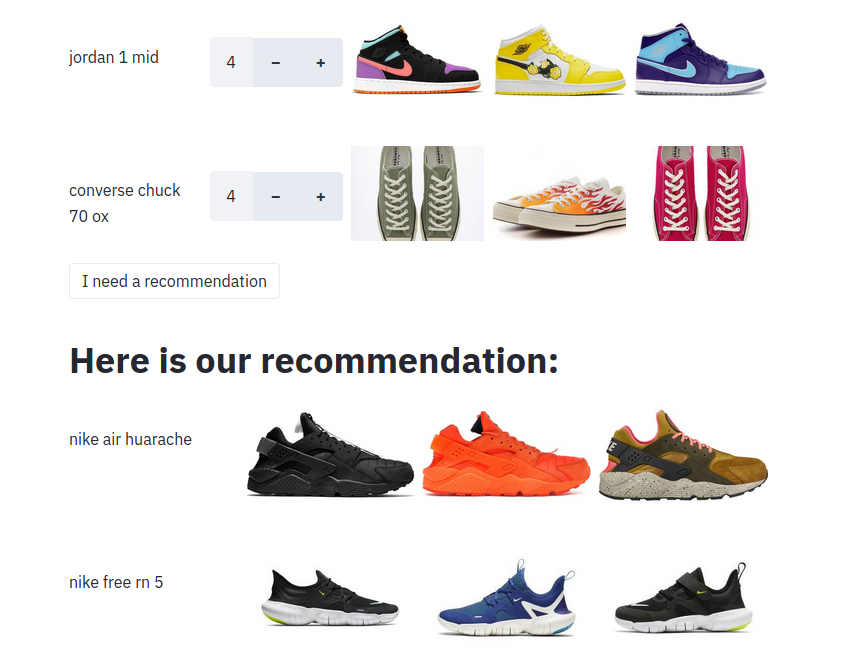 jordan 1 mid
4 − +
converse chuck
70 ox
4 − +
I need a recommendation
Here is our recommendation:
nike air huarache
nike free rn 5